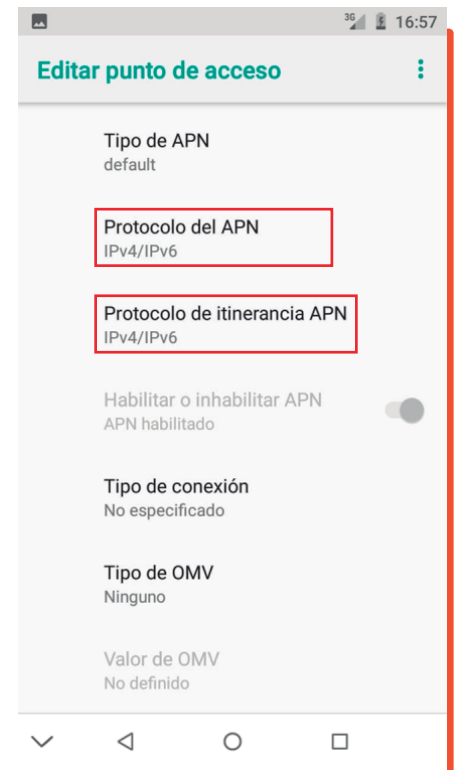 3G 16:57
Editar punto de acceso
Tipo de APN
default
Protocolo del APN
IPv4/IPv6
Protocolo de itinerancia APN
IPv4/IPv6
Habilitar o inhabilitar APN
APN habilitado
Tipo de conexión
No especificado
Tipo de OMV
Ninguno
Valor de OMV
No definido